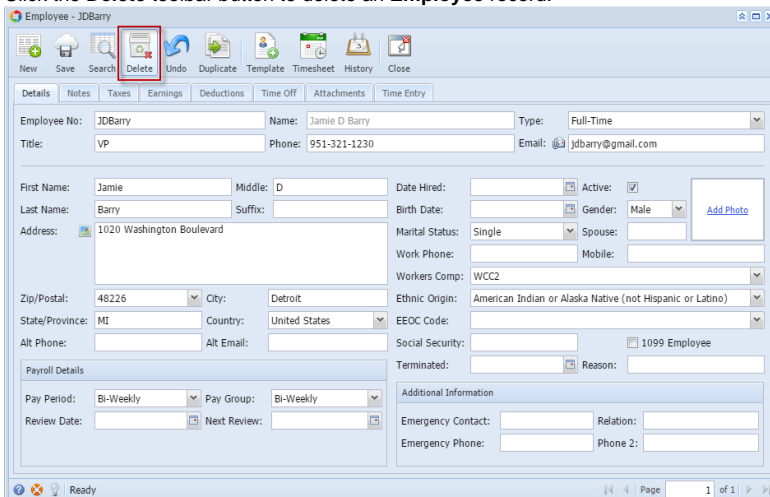 Click the Delete toolbar button to delete an Employee record.
Employee - JDBarry
New Save Search Delete Undo Duplicate Template Timesheet History Close
Details Notes Taxes Earnings Deductions Time Off Attachments Time Entry
Employee No: JDBarry Name: Jamie D Barry Type: Full-Time
Title: VP Phone: 951-321-1230 Email: jdbarry@gmail.com
First Name: Jamie Middle: D Date Hired: Active:
Last Name: Barry Suffix: Birth Date: Gender: Male Add Photo
Address: 1020 Washington Boulevard Marital Status: Single Spouse:
Work Phone: Mobile:
Workers Comp: WCC2
Zip/Postal: 48226 City: Detroit Ethnic Origin: American Indian or Alaska Native (not Hispanic or Latino)
State/Province: MI Country: United States EEOC Code:
Alt Phone: Alt Email: Social Security: 1099 Employee
Terminated: Reason:
Payroll Details
Pay Period: Bi-Weekly Pay Group: Bi-Weekly
Review Date: Next Review:
Additional Information
Emergency Contact: Relation:
Emergency Phone: Phone 2:
Ready Page 1 of 1